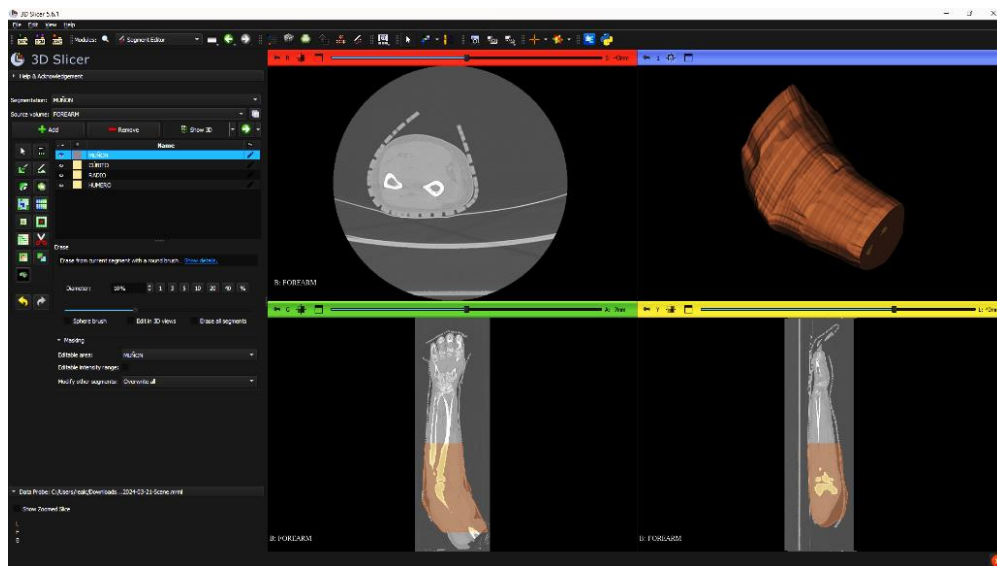 3D Slicer 5.6.1
File Edit View Help
Modules: Segment Editor
3D Slicer
Help & Acknowledgement
Segmentation: MUÑON
Source volume: FOREARM
Add Remove Show 3D
Name
MUÑON
CÚBITO
RADIO
HUMERO
Erase
Erase from current segment with a round brush. Show details.
Diameter: 10% 1 3 5 10 20 40 %
Sphere brush Edit in 3D views Erase all segments
Masking
Editable area: MUÑON
Editable intensity range:
Modify other segments: Overwrite all
Show Zoomed Slice
L
F
B
R
B: FOREARM
1
G
B: FOREARM
Y
B: FOREARM